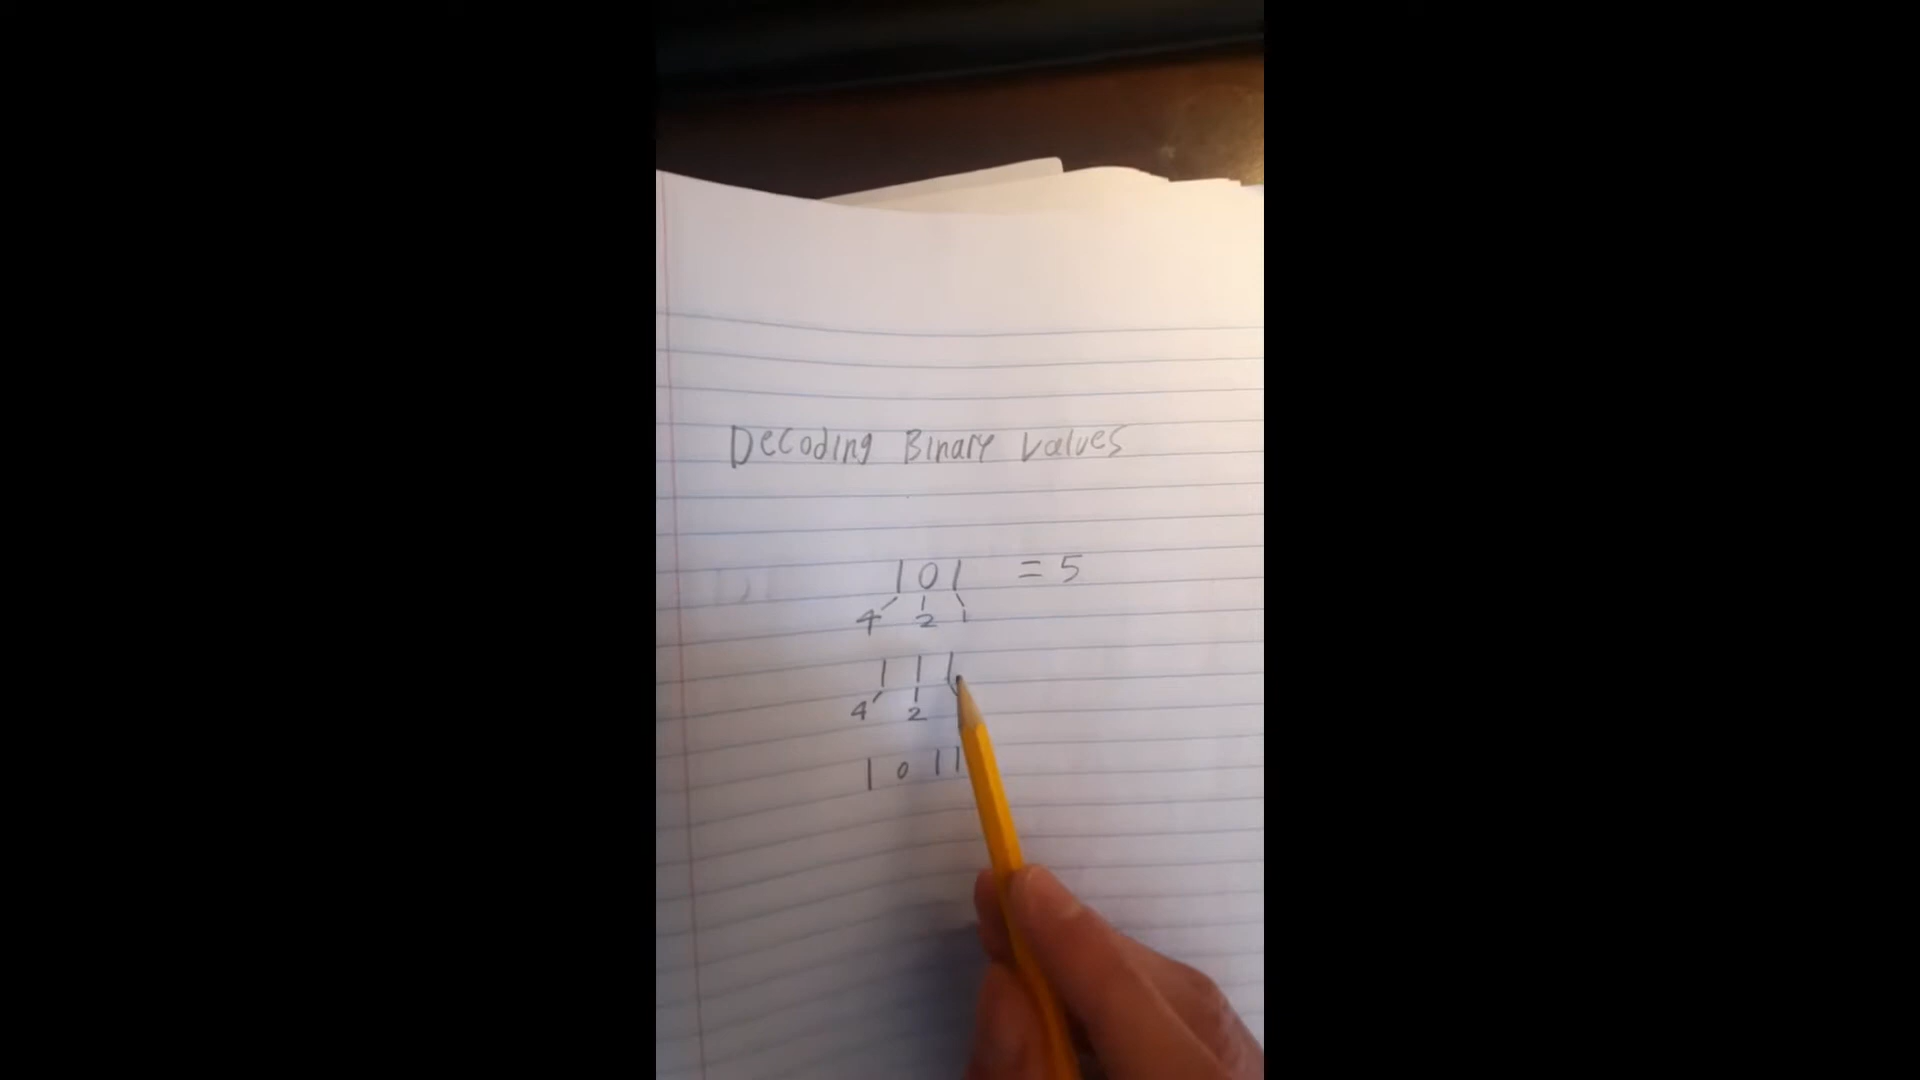 Decoding Binary Values
101 = 5
4 2 1
111
4 2
1011